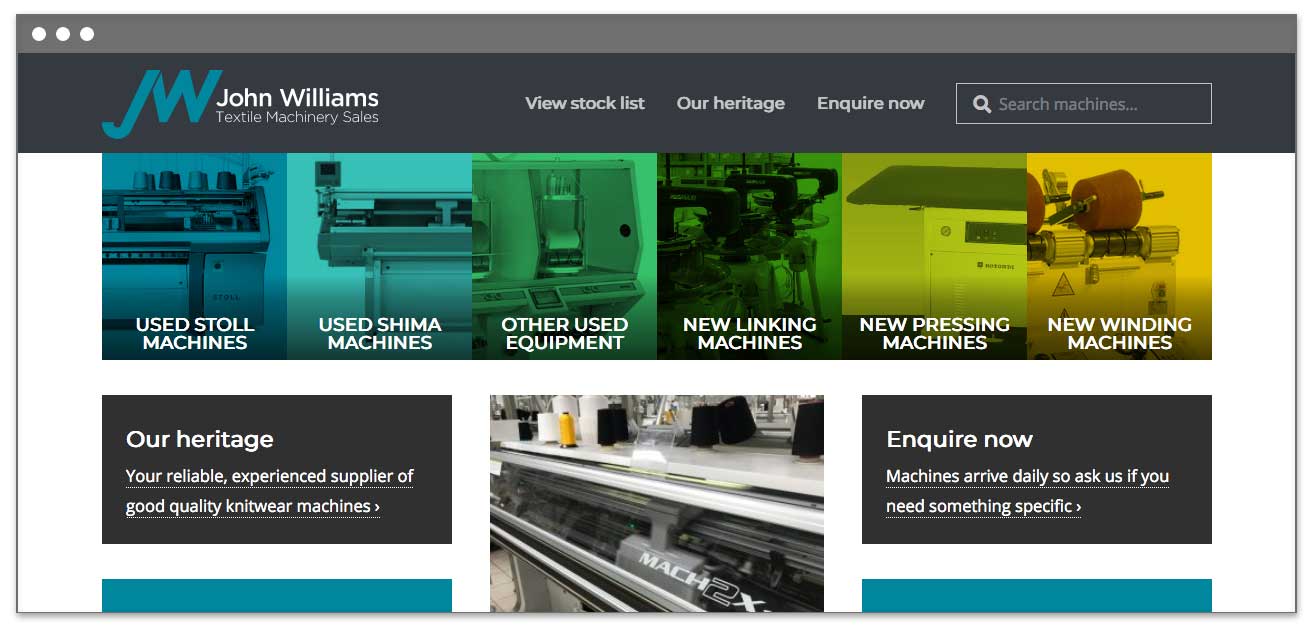 JW John Williams
Textile Machinery Sales
View stock list
Our heritage
Enquire now
Search machines...
STOLL
USED STOLL
MACHINES
USED SHIMA
MACHINES
OTHER USED
EQUIPMENT
NEW LINKING
MACHINES
NEW PRESSING
MACHINES
NEW WINDING
MACHINES
Our heritage
Your reliable, experienced supplier of
good quality knitwear machines ›
MACH2X
Enquire now
Machines arrive daily so ask us if you
need something specific ›